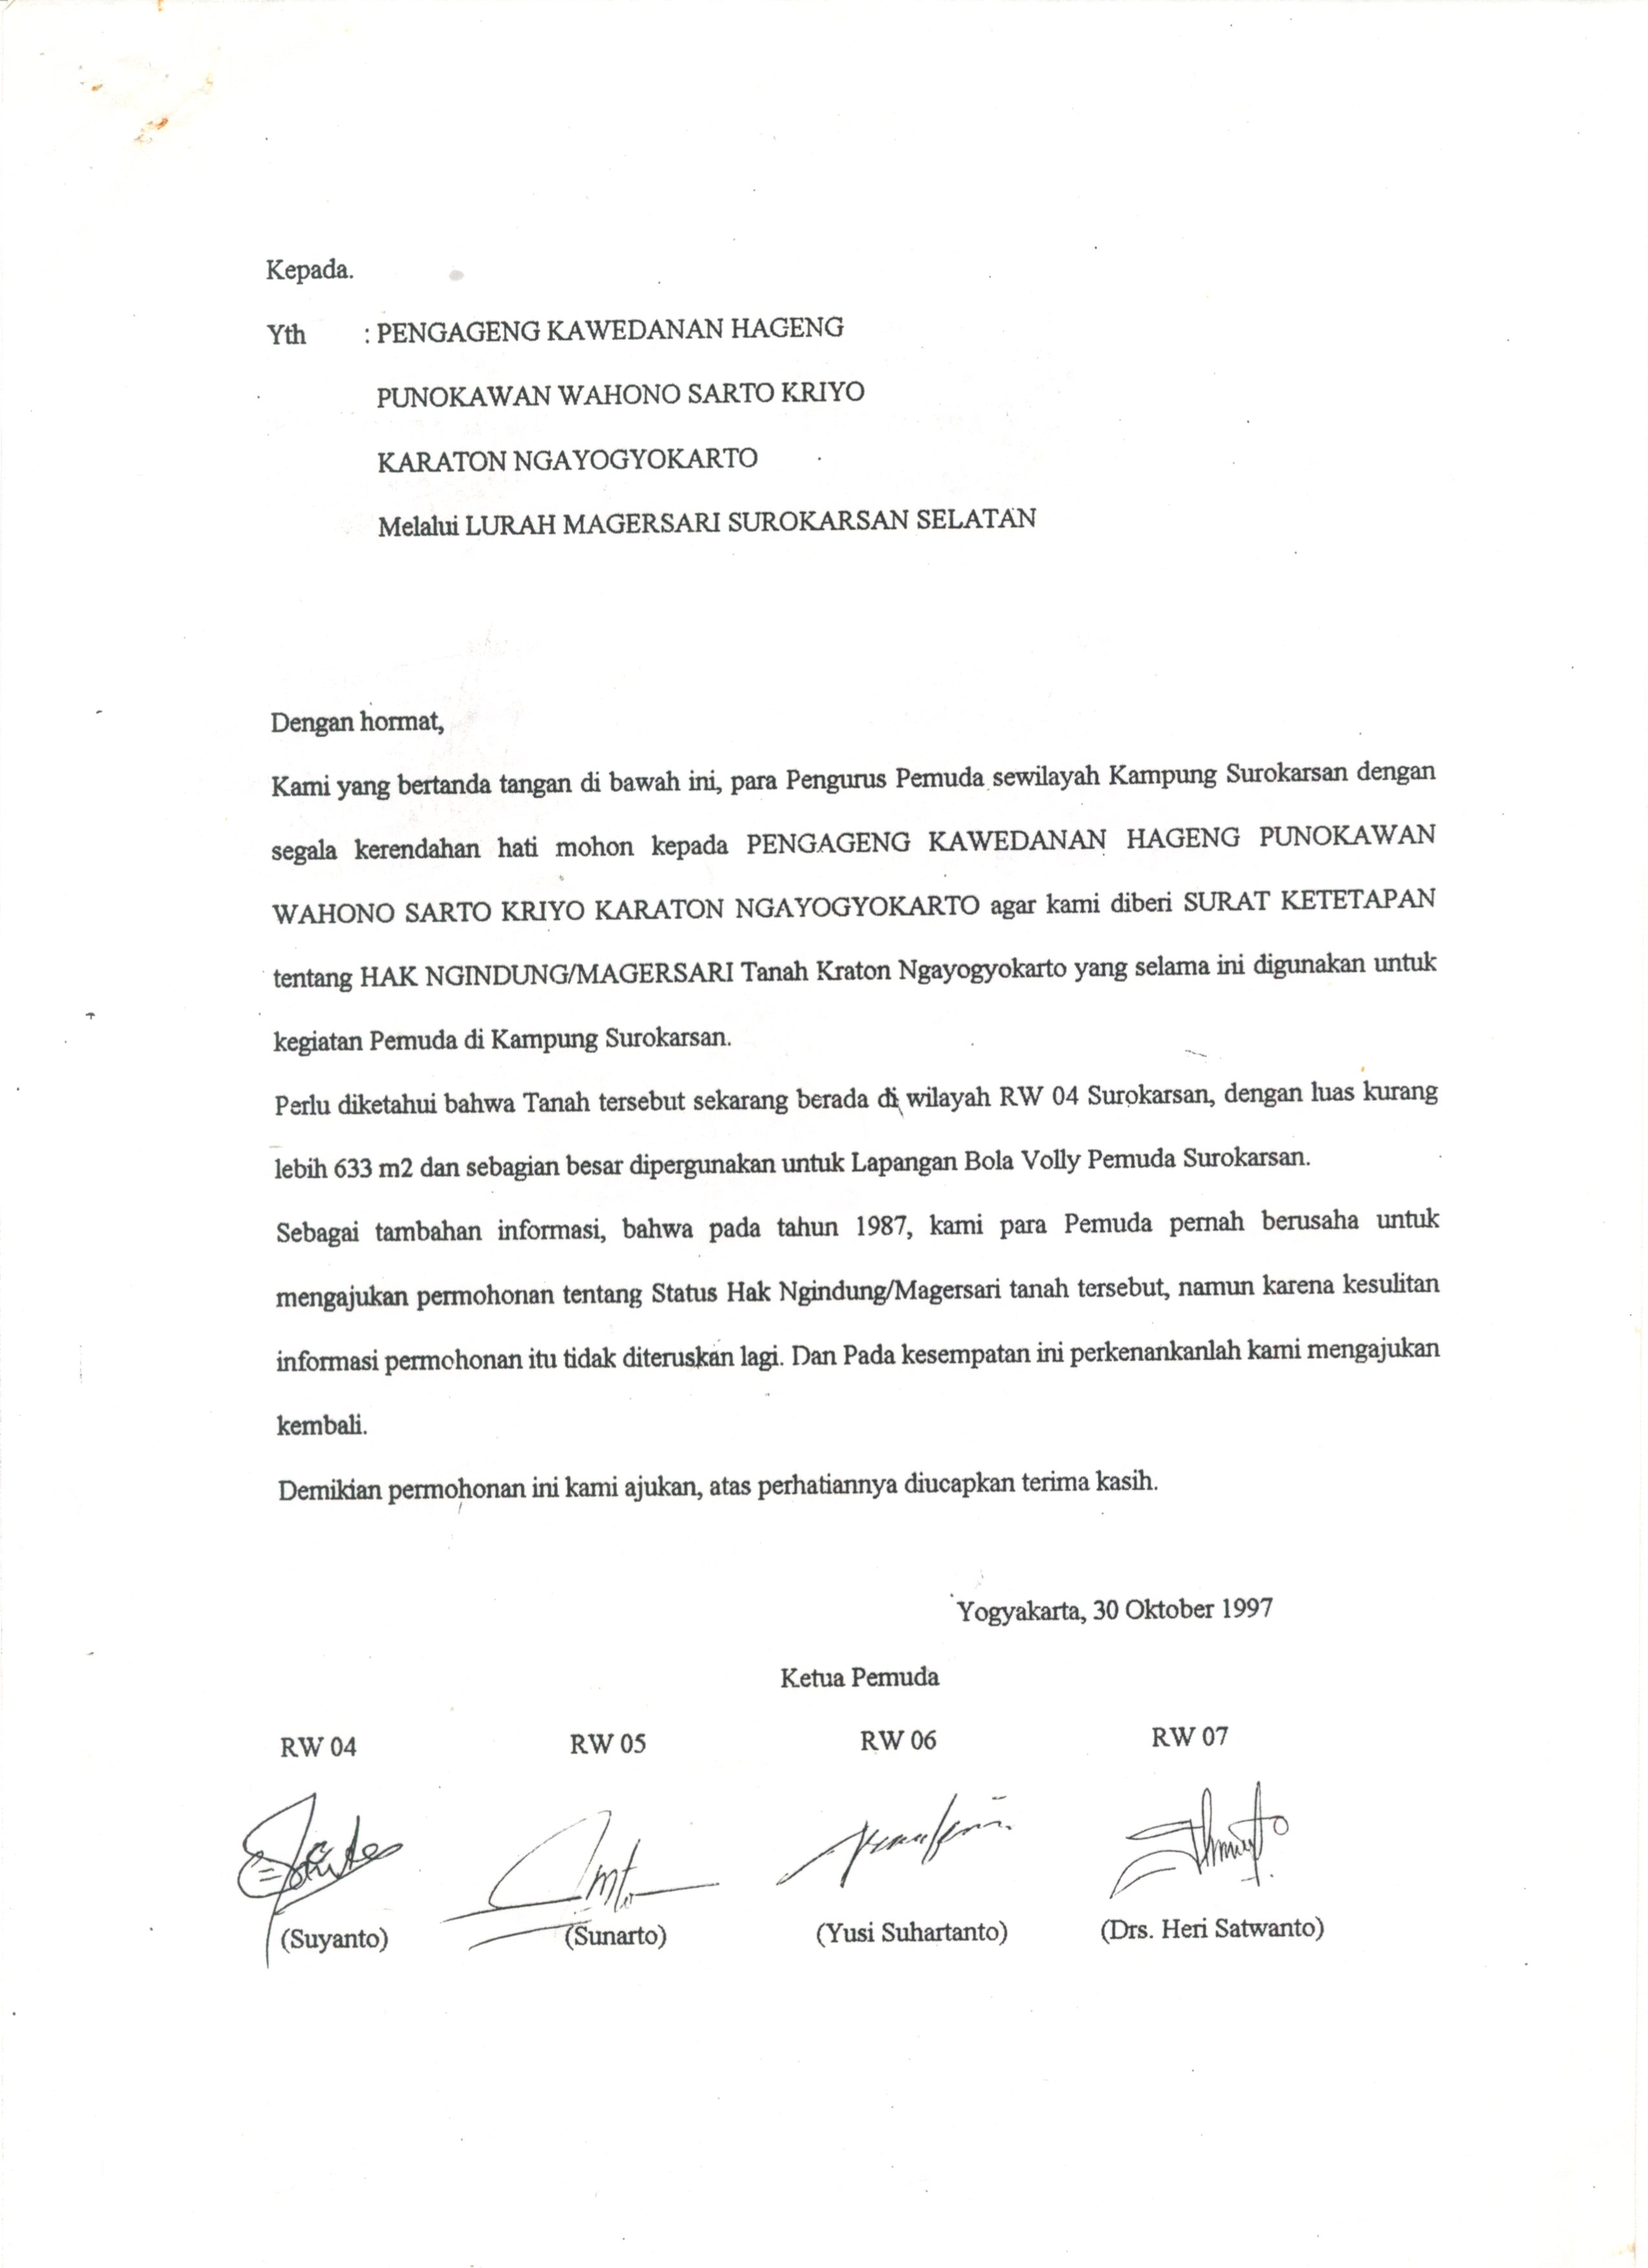 Kepada.
Yth : PENGAGENG KAWEDANAN HAGENG
PUNOKAWAN WAHONO SARTO KRIYO
KARATON NGAYOGYOKARTO
Melalui LURAH MAGERSARI SUROKARSAN SELATAN
Dengan hormat,
Kami yang bertanda tangan di bawah ini, para Pengurus Pemuda sewilayah Kampung Surokarsan dengan
segala kerendahan hati mohon kepada PENGAGENG KAWEDANAN HAGENG PUNOKAWAN
WAHONO SARTO KRIYO KARATON NGAYOGYOKARTO agar kami diberi SURAT KETETAPAN
tentang HAK NGINDUNG/MAGERSARI Tanah Kraton Ngayogyokarto yang selama ini digunakan untuk
kegiatan Pemuda di Kampung Surokarsan.
Perlu diketahui bahwa Tanah tersebut sekarang berada di wilayah RW 04 Surokarsan, dengan luas kurang
lebih 633 m2 dan sebagian besar dipergunakan untuk Lapangan Bola Volly Pemuda Surokarsan.
Sebagai tambahan informasi, bahwa pada tahun 1987, kami para Pemuda pernah berusaha untuk
mengajukan permohonan tentang Status Hak Ngindung/Magersari tanah tersebut, namun karena kesulitan
informasi permohonan itu tidak diteruskan lagi. Dan Pada kesempatan ini perkenankanlah kami mengajukan
kembali.
Demikian permohonan ini kami ajukan, atas perhatiannya diucapkan terima kasih.
Yogyakarta, 30 Oktober 1997
Ketua Pemuda
RW 04 RW 05 RW 06 RW 07
(Suyanto) (Sunarto) (Yusi Suhartanto) (Drs. Heri Satwanto)